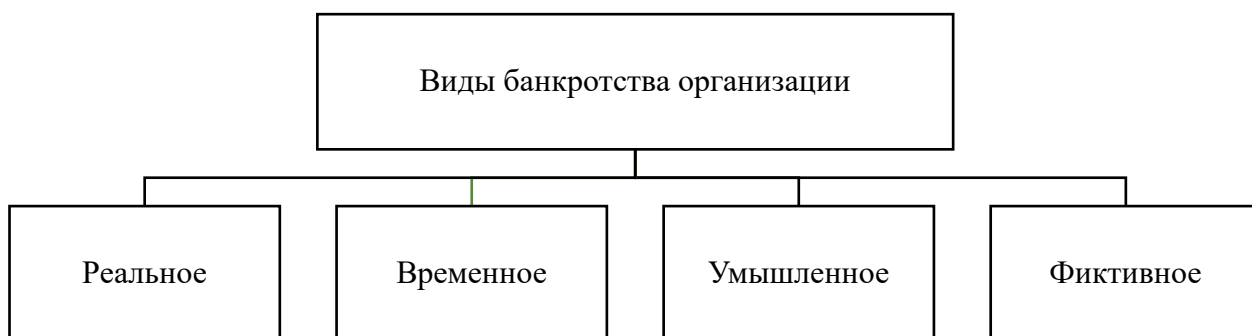 Виды банкротства организации
Реальное
Временное
Умышленное
Фиктивное